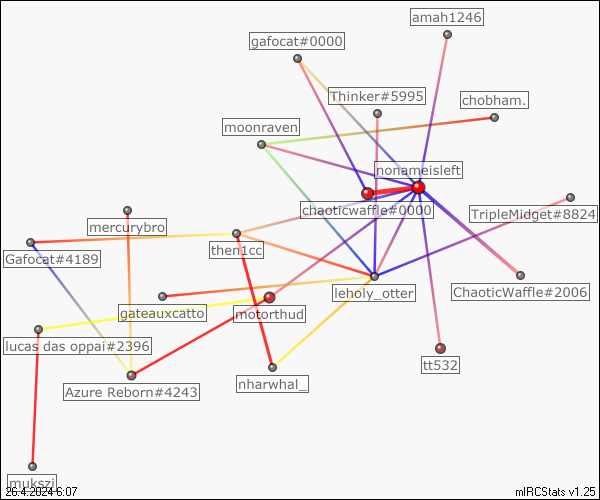 amah1246
gafocat#0000
Thinker#5995
chobham.
moonraven
nonameisleft
chaoticwaffle#0000
TripleMidget#8824
mercurybro
then1cc
Gafocat#4189
leholy_otter
ChaoticWaffle#2006
gateauxcatto
motorthud
lucas das oppai#2396
tt532
Azure Reborn#4243
nharwhal_
mukszi
26.4.2024 6:07
mIRCStats v1.25